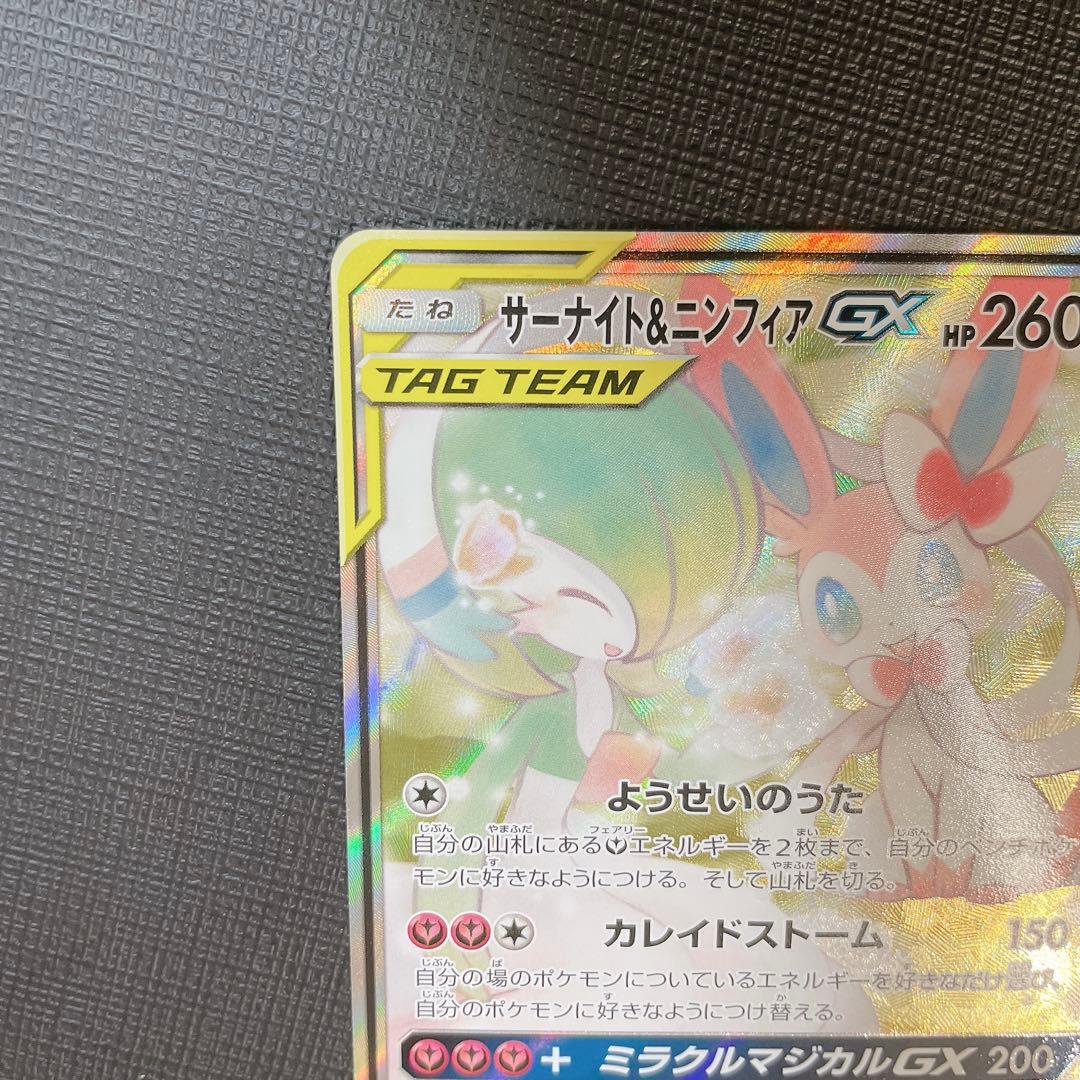 たね サーナイト&ニンフィアGX HP 260
TAG TEAM
ようせいのうた
自分の山札にあるエネルギーを2枚まで、自分のベンチポケ
モンに好きなようにつける。そして山札を切る。
カレイドストーム 150
自分の場のポケモンについているエネルギーを好きなだけ選び、
自分のポケモンに好きなようにつけ替える。
+ ミラクルマジカルGX 200